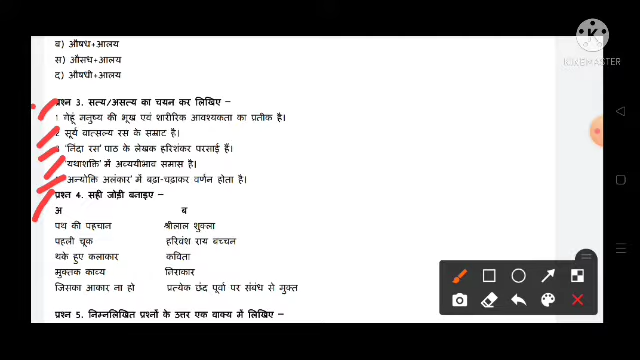 ब) औषध+आलय
स) औसध+आलय
द) औषधी+आलय
प्रश्न 3. सत्य/असत्य का चयन कर लिखिए –
1 गेहूं मनुष्य की भूख एवं शारीरिक आवश्यकता का प्रतीक है।
2 सूर्य वात्सल्य रस के सम्राट है।
3 'निंदा रस' पाठ के लेखक हरिशंकर परसाई हैं।
यथाशक्ति' में अव्ययीभाव समास है।
अन्योक्ति अलंकार' में बढ़ा-चढ़ाकर वर्णन होता है।
प्रश्न 4. सही जोड़ी बनाइए –
अ ब
पथ की पहचान श्रीलाल शुक्ला
पहली चूक हरिवंश राय बच्चन
थके हुए कलाकार कविता
मुक्तक काव्य निराकार
जिसका आकार ना हो प्रत्येक छंद पूर्वा पर संबंध से मुक्त
प्रश्न 5. निम्नलिखित प्रश्नों के उत्तर एक वाक्य में लिखिए –
K
KINEMASTER